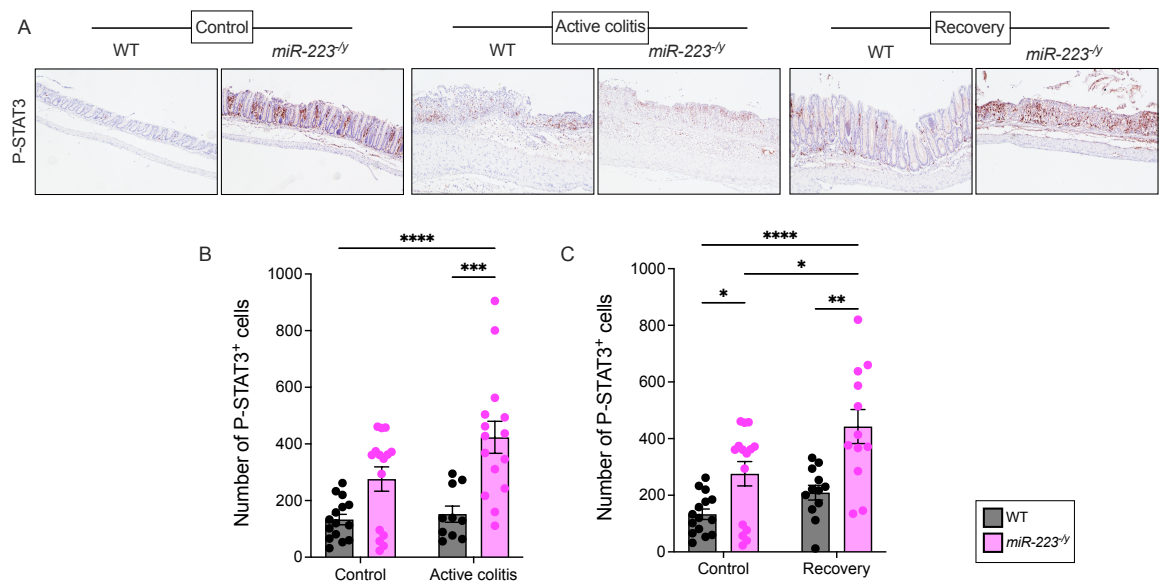 A
Control
Active colitis
Recovery
WT
miR-223-/y
WT
miR-223-/y
WT
miR-223-/y
P-STAT3
B
****
***
Number of P-STAT3+ cells
1000
800
600
400
200
0
Control
Active colitis
C
****
*
*
**
Number of P-STAT3+ cells
1000
800
600
400
200
0
Control
Recovery
WT
miR-223-/y